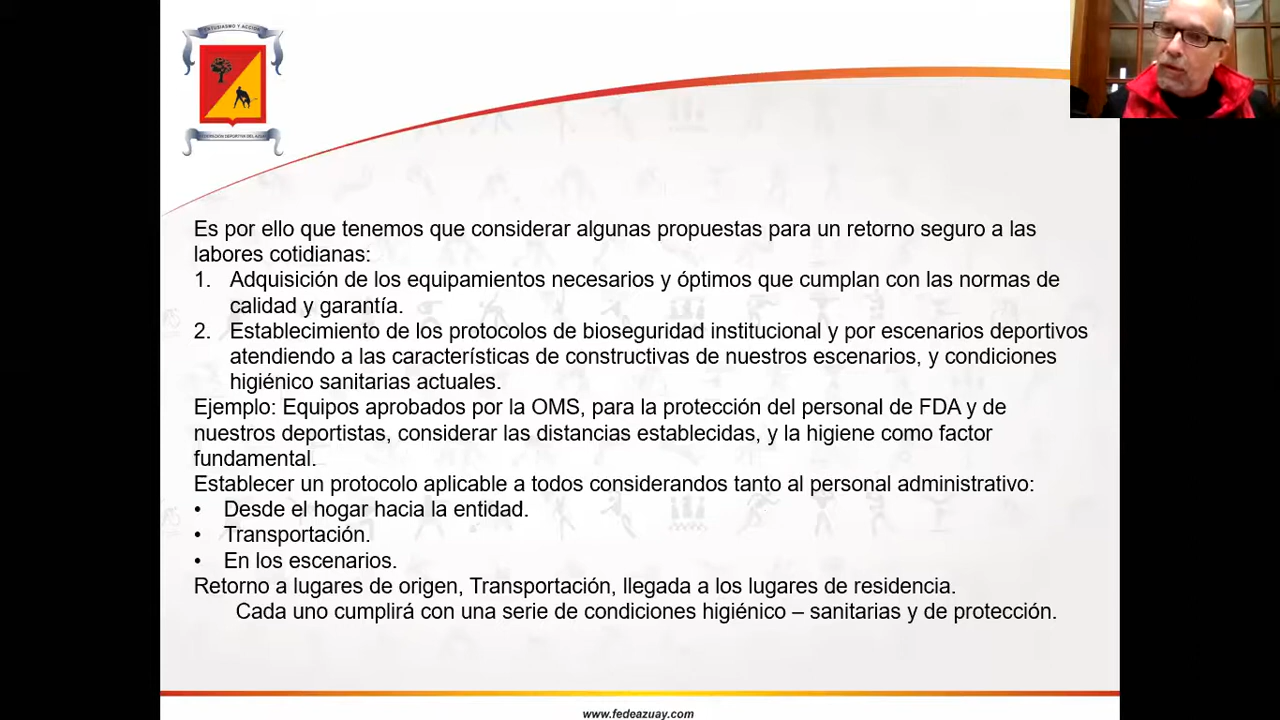 ENTUSIASMO Y ACCION
FEDERACION DEPORTIVA DEL AZUAY
Es por ello que tenemos que considerar algunas propuestas para un retorno seguro a las
labores cotidianas:
1. Adquisición de los equipamientos necesarios y óptimos que cumplan con las normas de
calidad y garantía.
2. Establecimiento de los protocolos de bioseguridad institucional y por escenarios deportivos
atendiendo a las características de constructivas de nuestros escenarios, y condiciones
higiénico sanitarias actuales.
Ejemplo: Equipos aprobados por la OMS, para la protección del personal de FDA y de
nuestros deportistas, considerar las distancias establecidas, y la higiene como factor
fundamental.
Establecer un protocolo aplicable a todos considerandos tanto al personal administrativo:
• Desde el hogar hacia la entidad.
• Transportación.
• En los escenarios.
Retorno a lugares de origen, Transportación, llegada a los lugares de residencia.
Cada uno cumplirá con una serie de condiciones higiénico – sanitarias y de protección.
www.fedeazuay.com